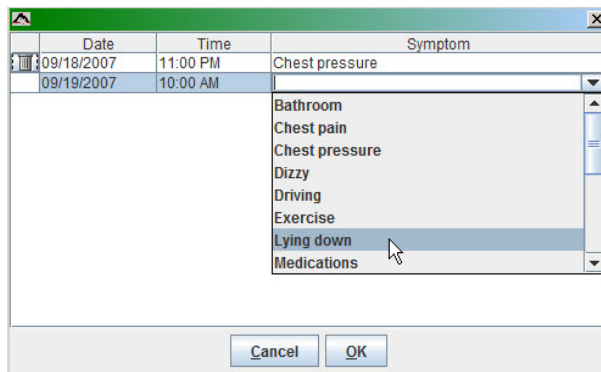 Date Time Symptom
09/18/2007 11:00 PM Chest pressure
09/19/2007 10:00 AM
Bathroom
Chest pain
Chest pressure
Dizzy
Driving
Exercise
Lying down
Medications
Cancel OK